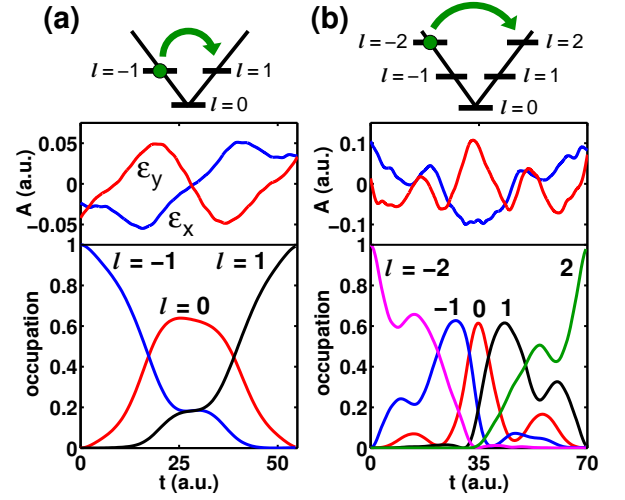 (a)
l = −1
l = 1
l = 0
A (a.u.)
0.05
0
−0.05
εy
εx
occupation
1
0.8
0.6
0.4
0.2
0
l = −1
l = 1
l = 0
0
25
50
t (a.u.)
(b)
l = −2
l = 2
l = −1
l = 1
l = 0
A (a.u.)
0.1
0
−0.1
occupation
1
0.8
0.6
0.4
0.2
0
l = −2
2
−1
0
1
0
35
70
t (a.u.)